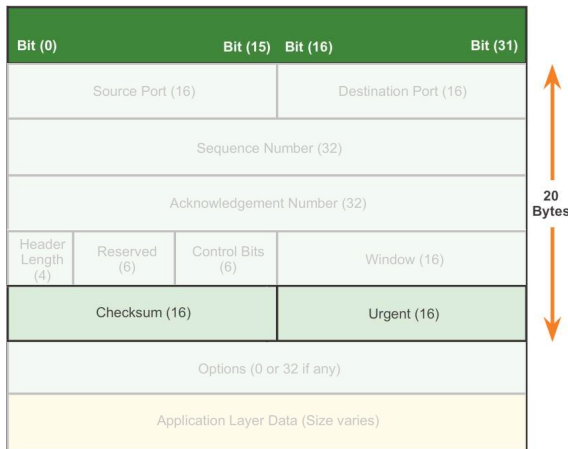 Bit (0) Bit (15) Bit (16) Bit (31)
Source Port (16) Destination Port (16)
Sequence Number (32)
Acknowledgement Number (32)
20
Bytes
Header
Length
(4)
Reserved
(6)
Control Bits
(6)
Window (16)
Checksum (16) Urgent (16)
Options (0 or 32 if any)
Application Layer Data (Size varies)